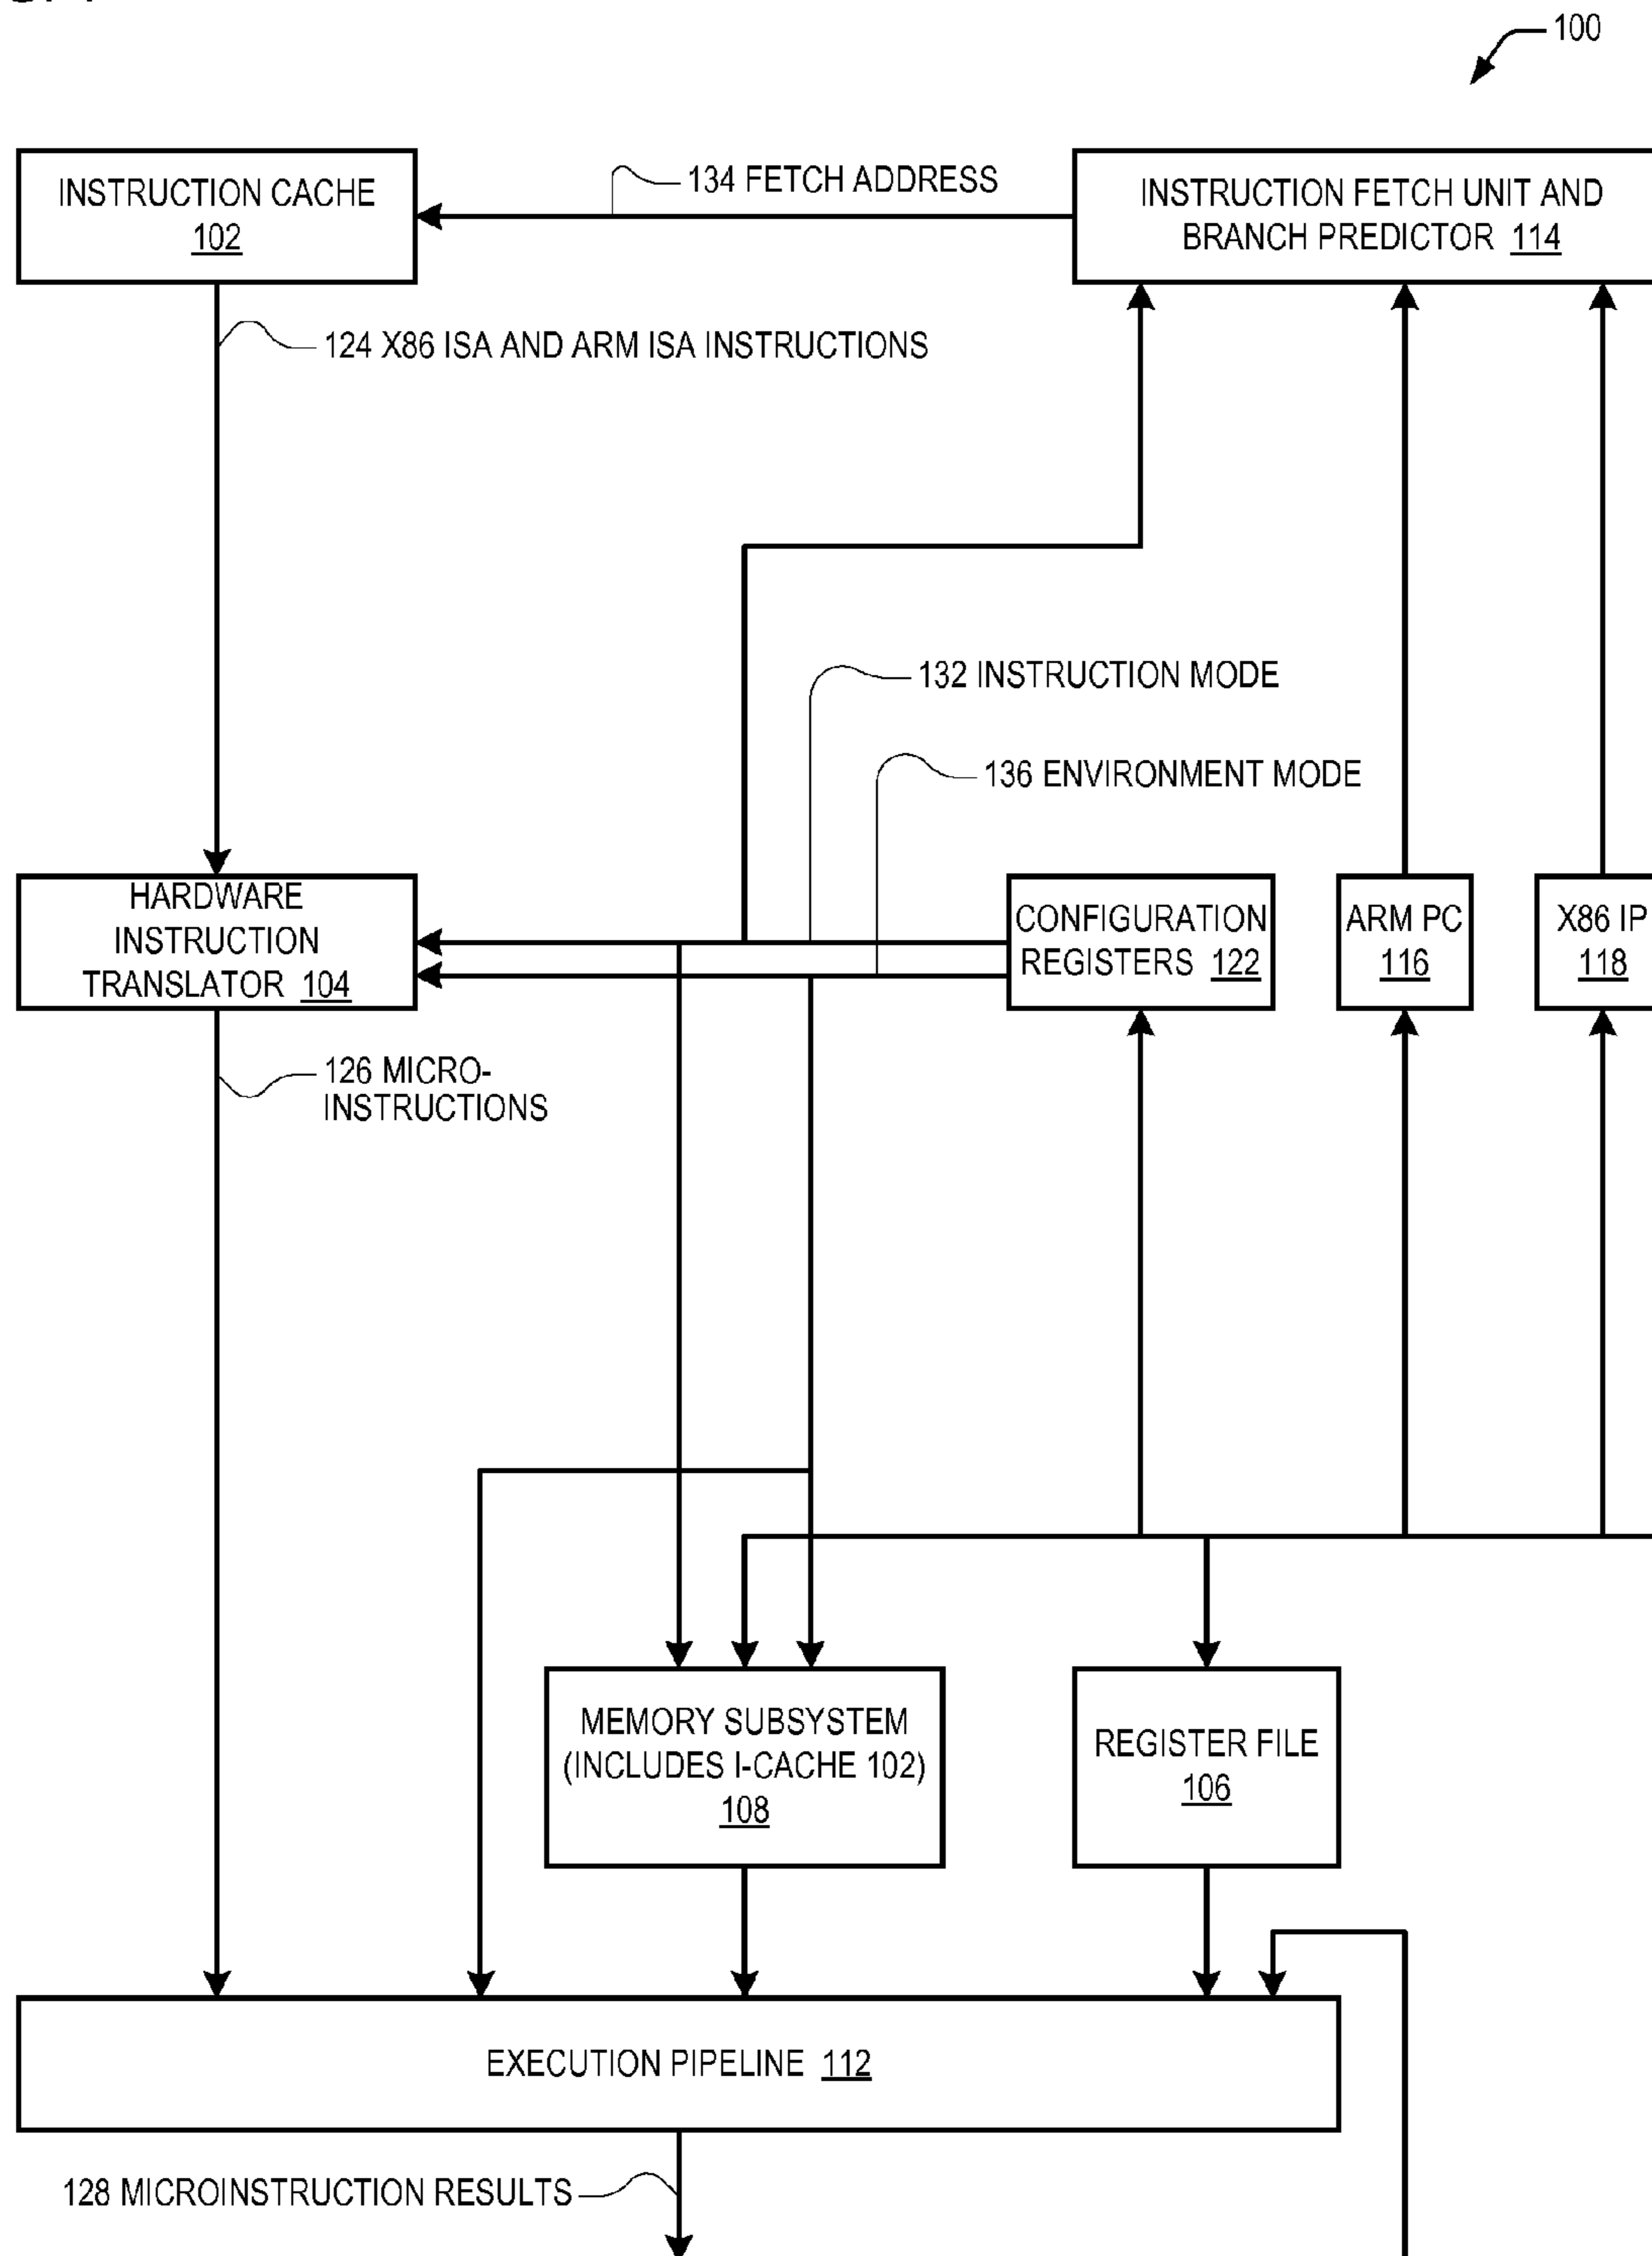 100
INSTRUCTION CACHE
102
134 FETCH ADDRESS
INSTRUCTION FETCH UNIT AND
BRANCH PREDICTOR 114
124 X86 ISA AND ARM ISA INSTRUCTIONS
132 INSTRUCTION MODE
136 ENVIRONMENT MODE
HARDWARE
INSTRUCTION
TRANSLATOR 104
CONFIGURATION
REGISTERS 122
ARM PC
116
X86 IP
118
126 MICRO-
INSTRUCTIONS
MEMORY SUBSYSTEM
(INCLUDES I-CACHE 102)
108
REGISTER FILE
106
EXECUTION PIPELINE 112
128 MICROINSTRUCTION RESULTS